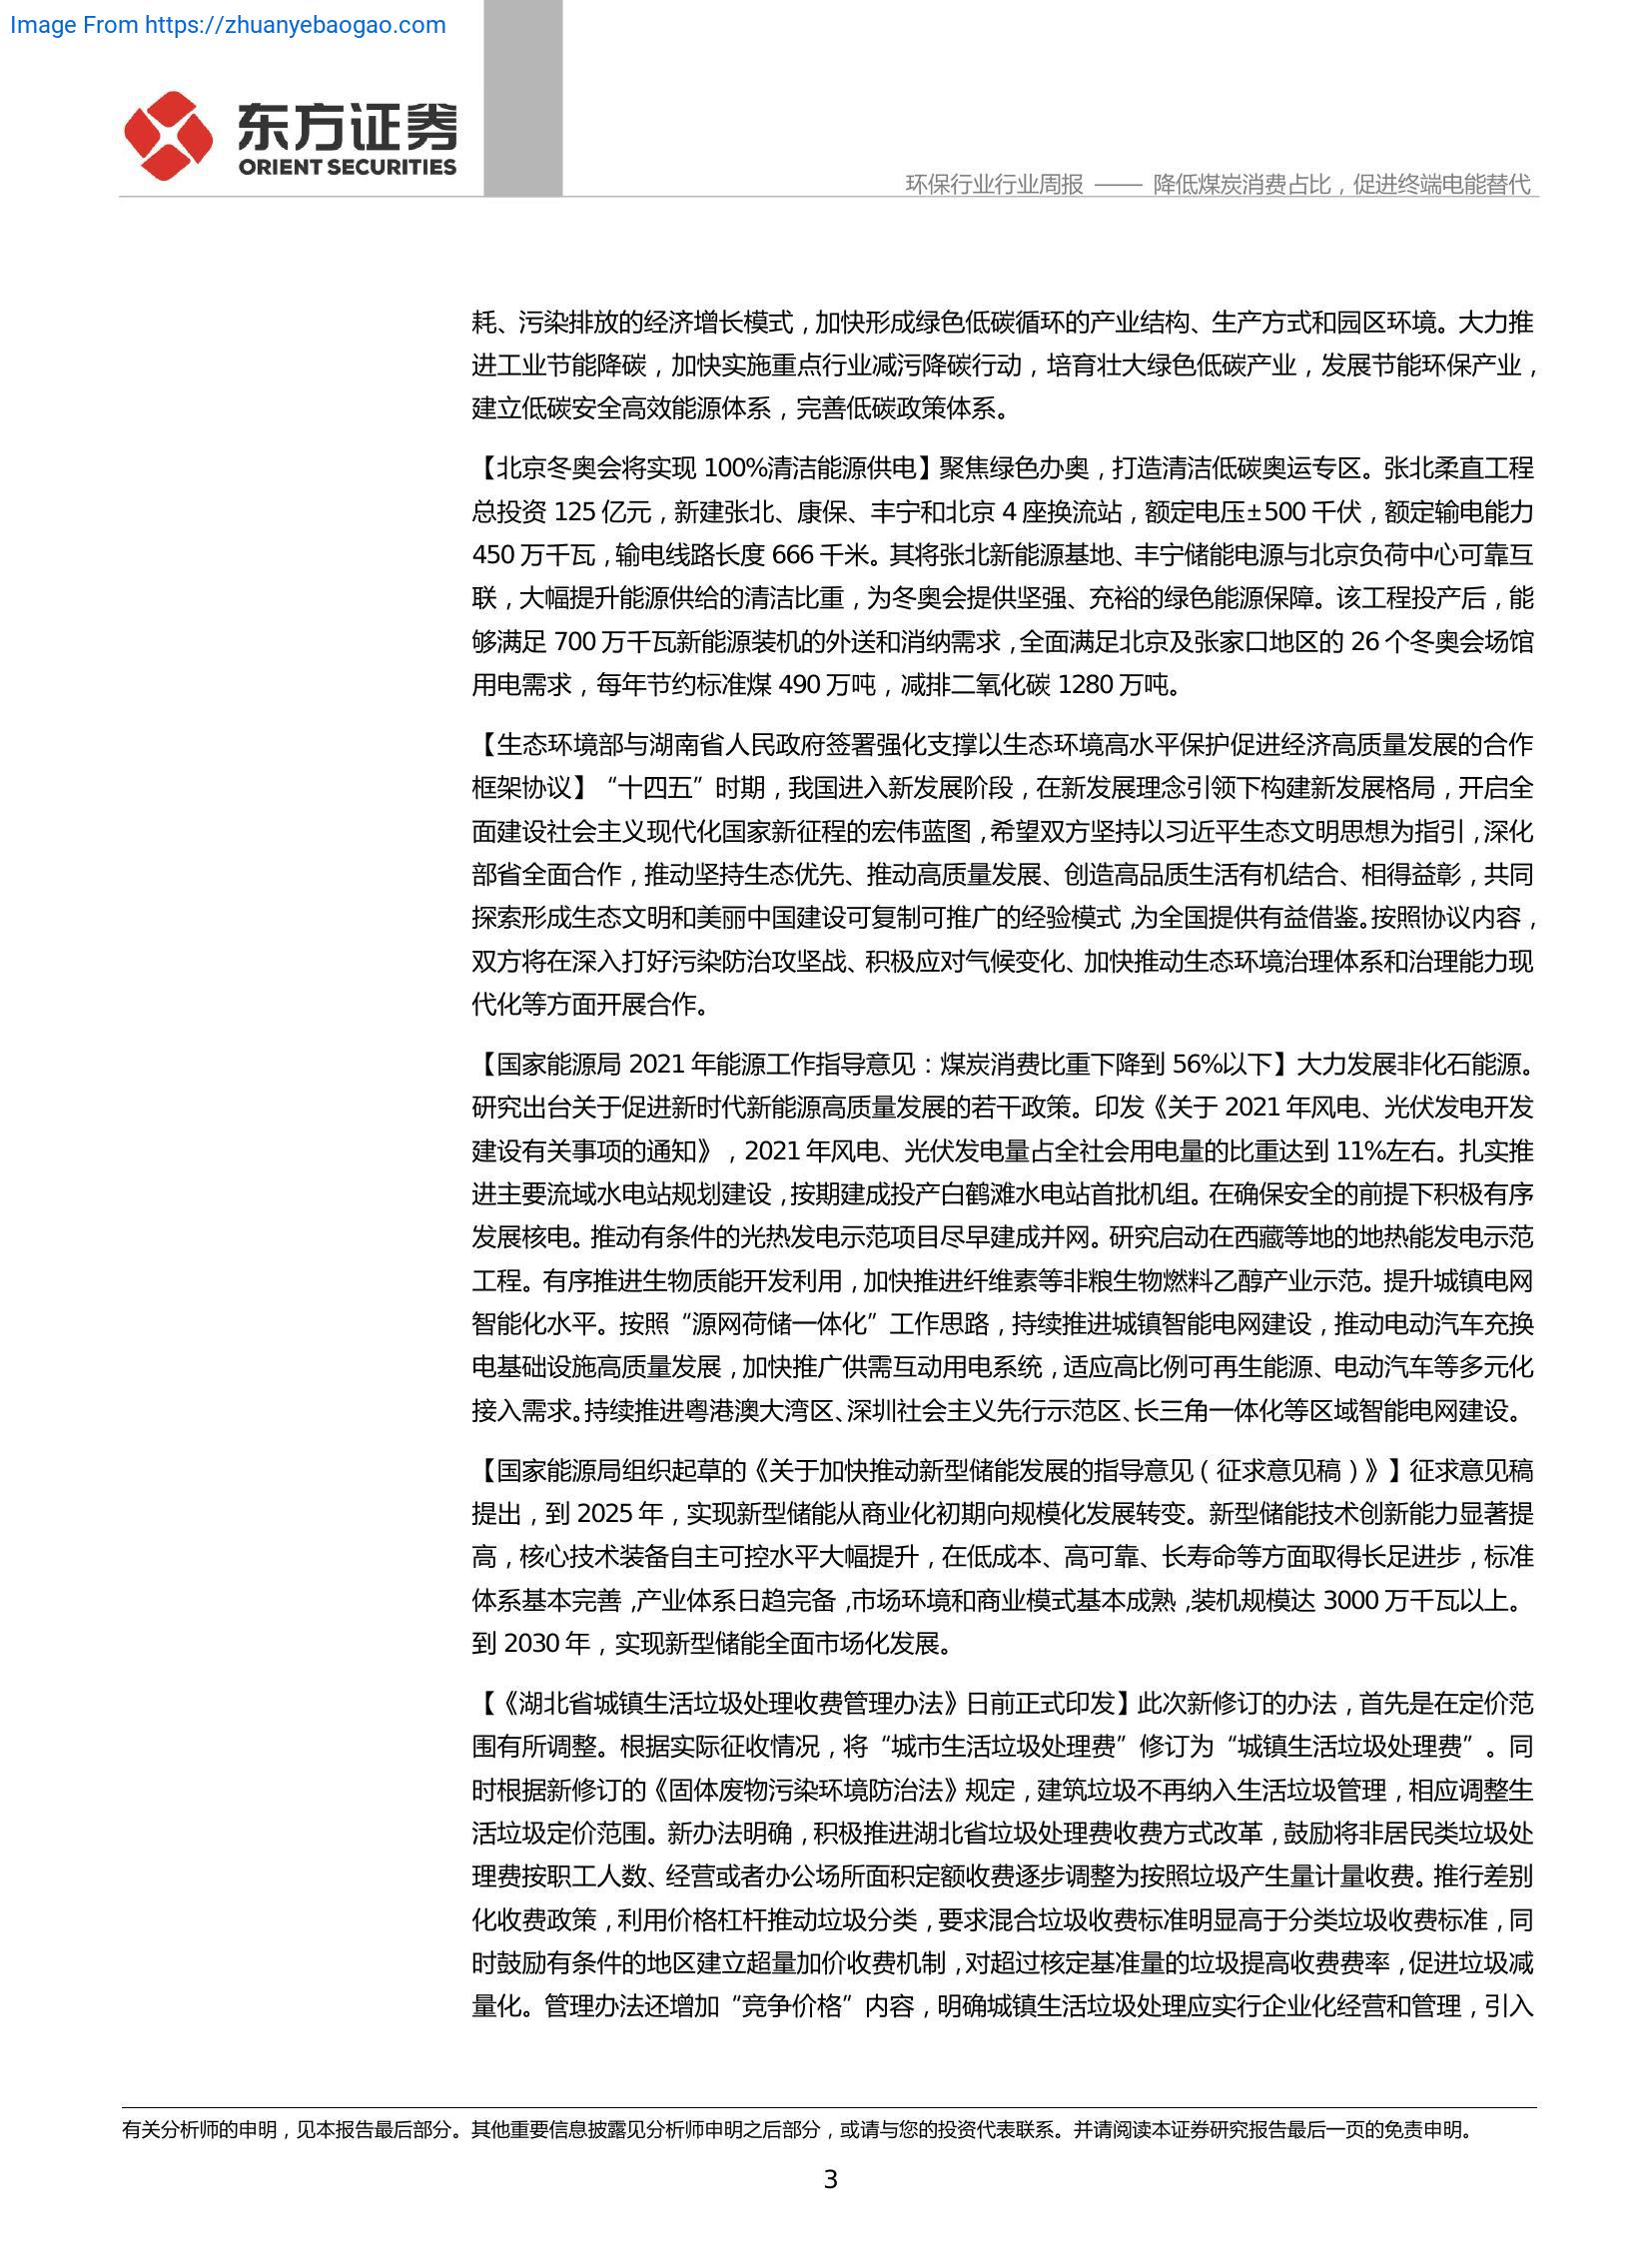 Image From https://zhuanyebaogao.com
东方证券
ORIENT SECURITIES
环保行业行业周报 —— 降低煤炭消费占比，促进终端电能替代
耗、污染排放的经济增长模式，加快形成绿色低碳循环的产业结构、生产方式和园区环境。大力推
进工业节能降碳，加快实施重点行业减污降碳行动，培育壮大绿色低碳产业，发展节能环保产业，
建立低碳安全高效能源体系，完善低碳政策体系。
【北京冬奥会将实现 100%清洁能源供电】聚焦绿色办奥，打造清洁低碳奥运专区。张北柔直工程
总投资 125 亿元，新建张北、康保、丰宁和北京 4 座换流站，额定电压±500 千伏，额定输电能力
450 万千瓦，输电线路长度 666 千米。其将张北新能源基地、丰宁储能电源与北京负荷中心可靠互
联，大幅提升能源供给的清洁比重，为冬奥会提供坚强、充裕的绿色能源保障。该工程投产后，能
够满足 700 万千瓦新能源装机的外送和消纳需求，全面满足北京及张家口地区的 26 个冬奥会场馆
用电需求，每年节约标准煤 490 万吨，减排二氧化碳 1280 万吨。
【生态环境部与湖南省人民政府签署强化支撑以生态环境高水平保护促进经济高质量发展的合作
框架协议】“十四五”时期，我国进入新发展阶段，在新发展理念引领下构建新发展格局，开启全
面建设社会主义现代化国家新征程的宏伟蓝图，希望双方坚持以习近平生态文明思想为指引，深化
部省全面合作，推动坚持生态优先、推动高质量发展、创造高品质生活有机结合、相得益彰，共同
探索形成生态文明和美丽中国建设可复制可推广的经验模式，为全国提供有益借鉴。按照协议内容，
双方将在深入打好污染防治攻坚战、积极应对气候变化、加快推动生态环境治理体系和治理能力现
代化等方面开展合作。
【国家能源局 2021 年能源工作指导意见：煤炭消费比重下降到 56%以下】大力发展非化石能源。
研究出台关于促进新时代新能源高质量发展的若干政策。印发《关于 2021 年风电、光伏发电开发
建设有关事项的通知》，2021 年风电、光伏发电量占全社会用电量的比重达到 11%左右。扎实推
进主要流域水电站规划建设，按期建成投产白鹤滩水电站首批机组。在确保安全的前提下积极有序
发展核电。推动有条件的光热发电示范项目尽早建成并网。研究启动在西藏等地的地热能发电示范
工程。有序推进生物质能开发利用，加快推进纤维素等非粮生物燃料乙醇产业示范。提升城镇电网
智能化水平。按照“源网荷储一体化”工作思路，持续推进城镇智能电网建设，推动电动汽车充换
电基础设施高质量发展，加快推广供需互动用电系统，适应高比例可再生能源、电动汽车等多元化
接入需求。持续推进粤港澳大湾区、深圳社会主义先行示范区、长三角一体化等区域智能电网建设。
【国家能源局组织起草的《关于加快推动新型储能发展的指导意见（征求意见稿）》】征求意见稿
提出，到 2025 年，实现新型储能从商业化初期向规模化发展转变。新型储能技术创新能力显著提
高，核心技术装备自主可控水平大幅提升，在低成本、高可靠、长寿命等方面取得长足进步，标准
体系基本完善，产业体系日趋完备，市场环境和商业模式基本成熟，装机规模达 3000 万千瓦以上。
到 2030 年，实现新型储能全面市场化发展。
【《湖北省城镇生活垃圾处理收费管理办法》日前正式印发】此次新修订的办法，首先是在定价范
围有所调整。根据实际征收情况，将“城市生活垃圾处理费”修订为“城镇生活垃圾处理费”。同
时根据新修订的《固体废物污染环境防治法》规定，建筑垃圾不再纳入生活垃圾管理，相应调整生
活垃圾定价范围。新办法明确，积极推进湖北省垃圾处理费收费方式改革，鼓励将非居民类垃圾处
理费按职工人数、经营或者办公场所面积定额收费逐步调整为按照垃圾产生量计量收费。推行差别
化收费政策，利用价格杠杆推动垃圾分类，要求混合垃圾收费标准明显高于分类垃圾收费标准，同
时鼓励有条件的地区建立超量加价收费机制，对超过核定基准量的垃圾提高收费费率，促进垃圾减
量化。管理办法还增加“竞争价格”内容，明确城镇生活垃圾处理应实行企业化经营和管理，引入
有关分析师的申明，见本报告最后部分。其他重要信息披露见分析师申明之后部分，或请与您的投资代表联系。并请阅读本证券研究报告最后一页的免责申明。
3